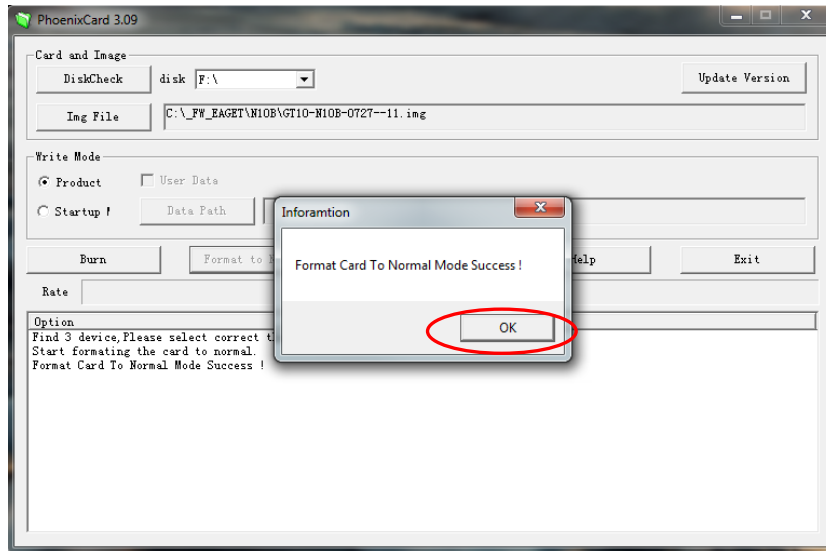 PhoenixCard 3.09
Card and Image
DiskCheck disk F:\ Update Version
Img File C:\_FW_EAGET\N10B\GT10-N10B-0727--11.img
Write Mode
Product User Data
Startup ! Data Path
Inforamtion
Format Card To Normal Mode Success !
OK
Burn Format to Exit
Rate
Option
Find 3 device,Please select correct
Start formating the card to normal.
Format Card To Normal Mode Success !